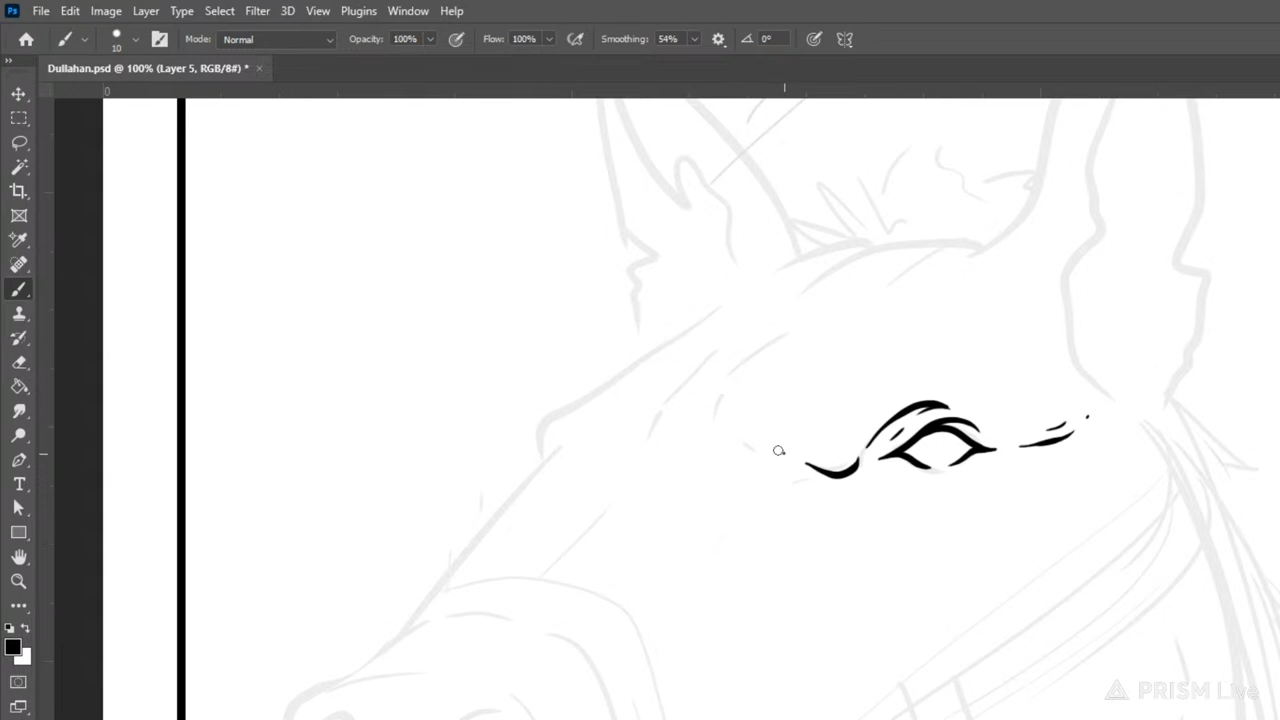 Ps File Edit Image Layer Type Select Filter 3D View Plugins Window Help
10 Mode: Normal Opacity: 100% Flow: 100% Smoothing: 54% 0°
Dullahan.psd @ 100% (Layer 5, RGB/8#) * ×
0
T
PRISM Live